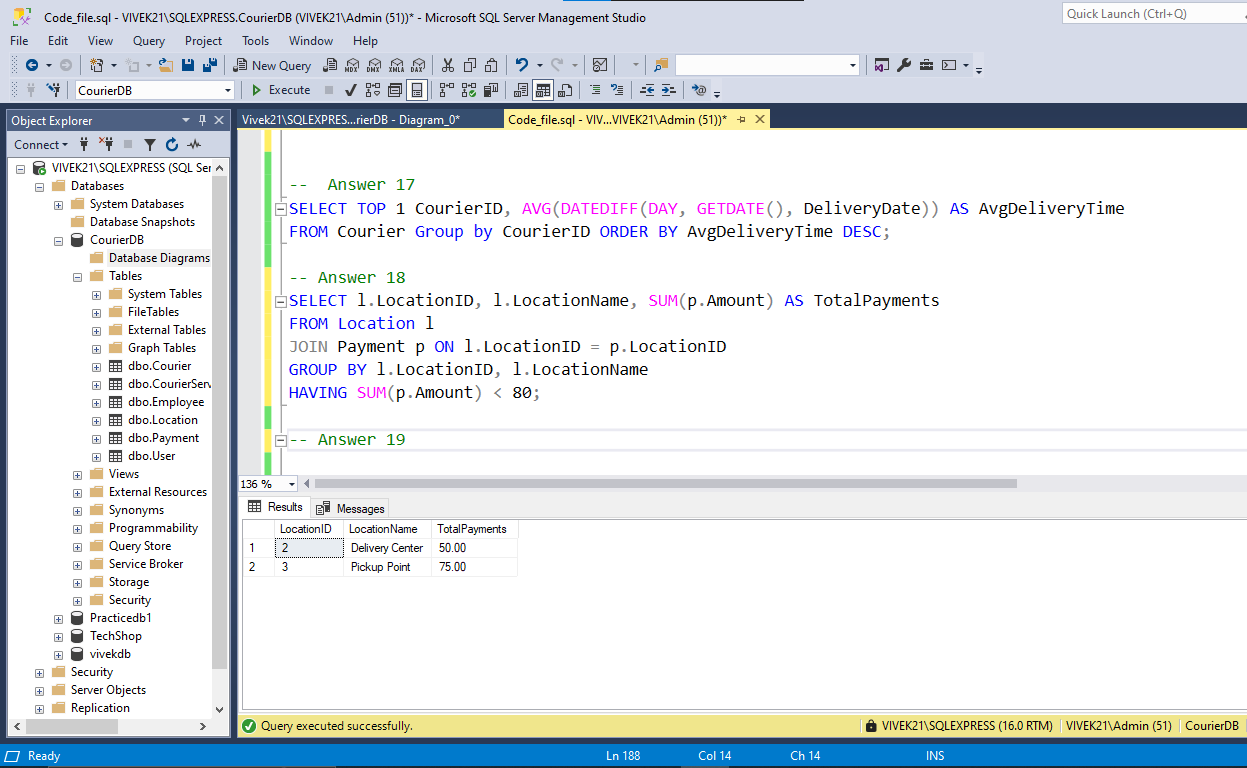 Code_file.sql - VIVEK21\SQLEXPRESS.CourierDB (VIVEK21\Admin (51))* - Microsoft SQL Server Management Studio
Quick Launch (Ctrl+Q)
File Edit View Query Project Tools Window Help
New Query
MDX DMX XMLA DAX
CourierDB
Execute
Object Explorer
Vivek21\SQLEXPRES...rierDB - Diagram_0*
Code_file.sql - VIV...VIVEK21\Admin (51))*
Connect
VIVEK21\SQLEXPRESS (SQL Ser
Databases
System Databases
Database Snapshots
CourierDB
Database Diagrams
Tables
System Tables
FileTables
External Tables
Graph Tables
dbo.Courier
dbo.CourierServ
dbo.Employee
dbo.Location
dbo.Payment
dbo.User
Views
External Resources
Synonyms
Programmability
Query Store
Service Broker
Storage
Security
Practicedb1
TechShop
vivekdb
Security
Server Objects
Replication
--  Answer 17
SELECT TOP 1 CourierID, AVG(DATEDIFF(DAY, GETDATE(), DeliveryDate)) AS AvgDeliveryTime
FROM Courier Group by CourierID ORDER BY AvgDeliveryTime DESC;
-- Answer 18
SELECT l.LocationID, l.LocationName, SUM(p.Amount) AS TotalPayments
FROM Location l
JOIN Payment p ON l.LocationID = p.LocationID
GROUP BY l.LocationID, l.LocationName
HAVING SUM(p.Amount) < 80;
-- Answer 19
136 %
Results Messages
LocationID LocationName TotalPayments
1 2 Delivery Center 50.00
2 3 Pickup Point 75.00
Query executed successfully.
VIVEK21\SQLEXPRESS (16.0 RTM) VIVEK21\Admin (51) CourierDB
Ready Ln 188 Col 14 Ch 14 INS